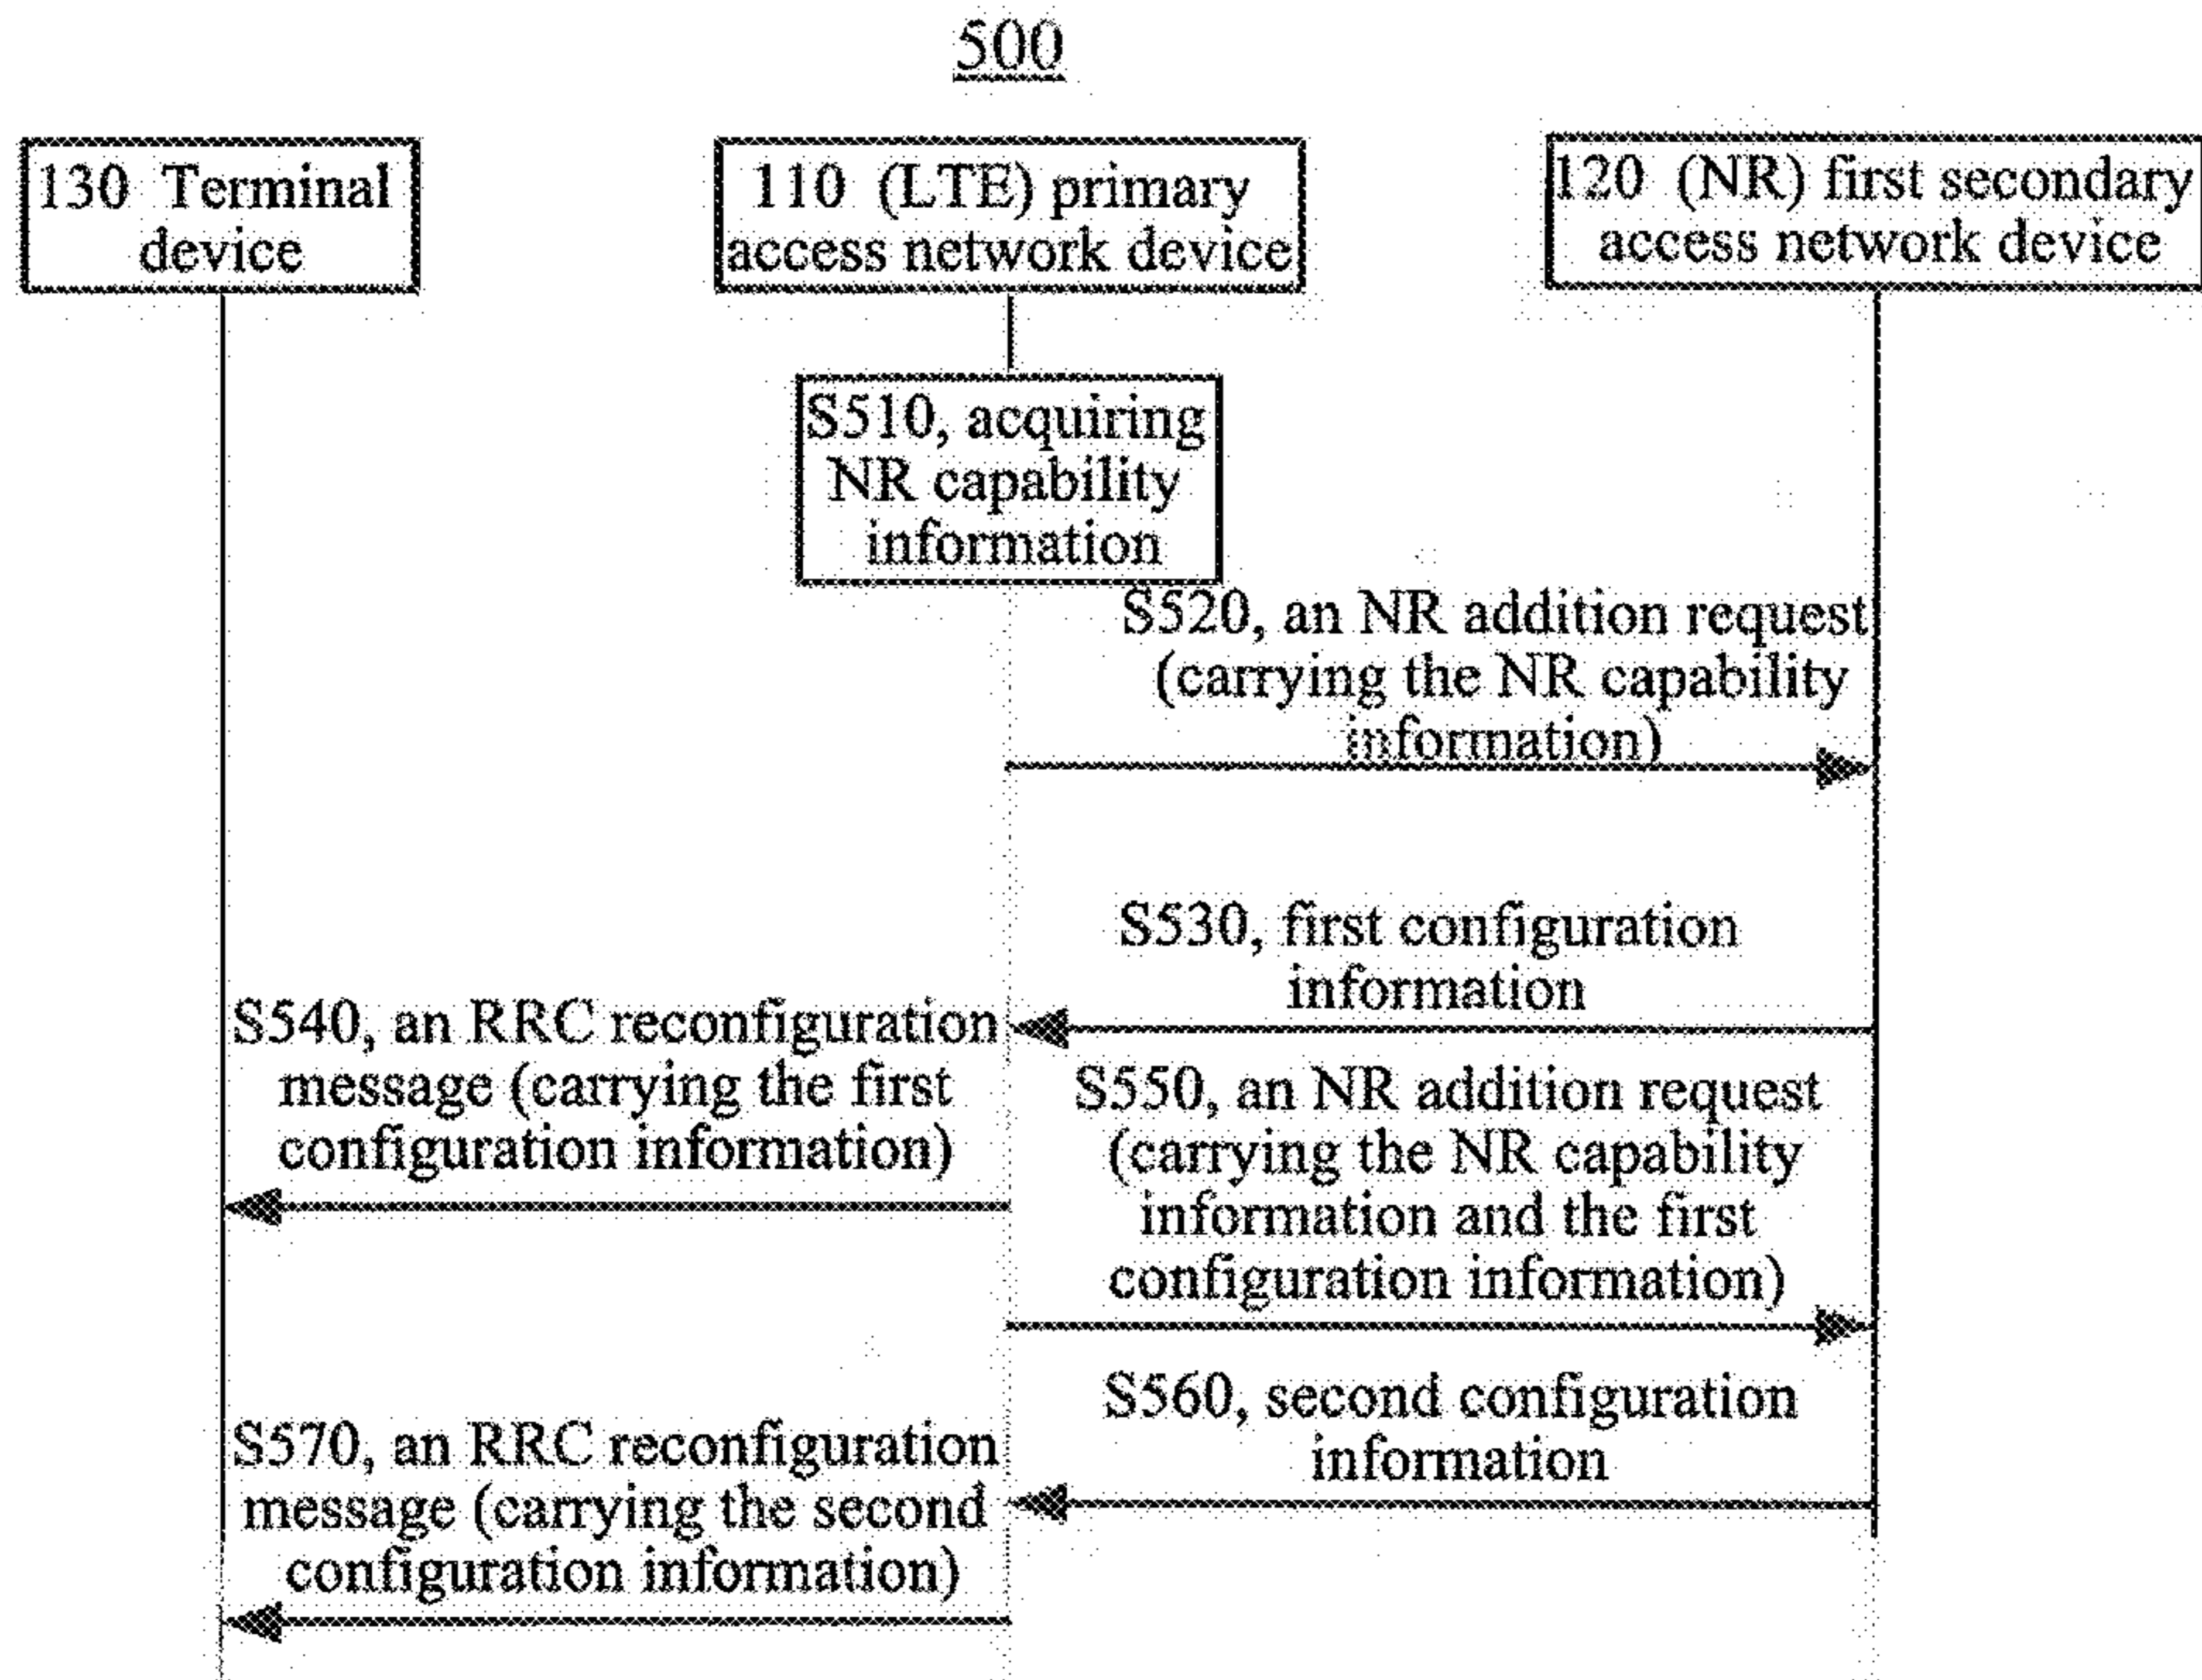 500
130 Terminal
device
110 (LTE) primary
access network device
120 (NR) first secondary
access network device
S510, acquiring
NR capability
information
S520, an NR addition request
(carrying the NR capability
information)
S530, first configuration
information
S540, an RRC reconfiguration
message (carrying the first
configuration information)
S550, an NR addition request
(carrying the NR capability
information and the first
configuration information)
S560, second configuration
information
S570, an RRC reconfiguration
message (carrying the second
configuration information)